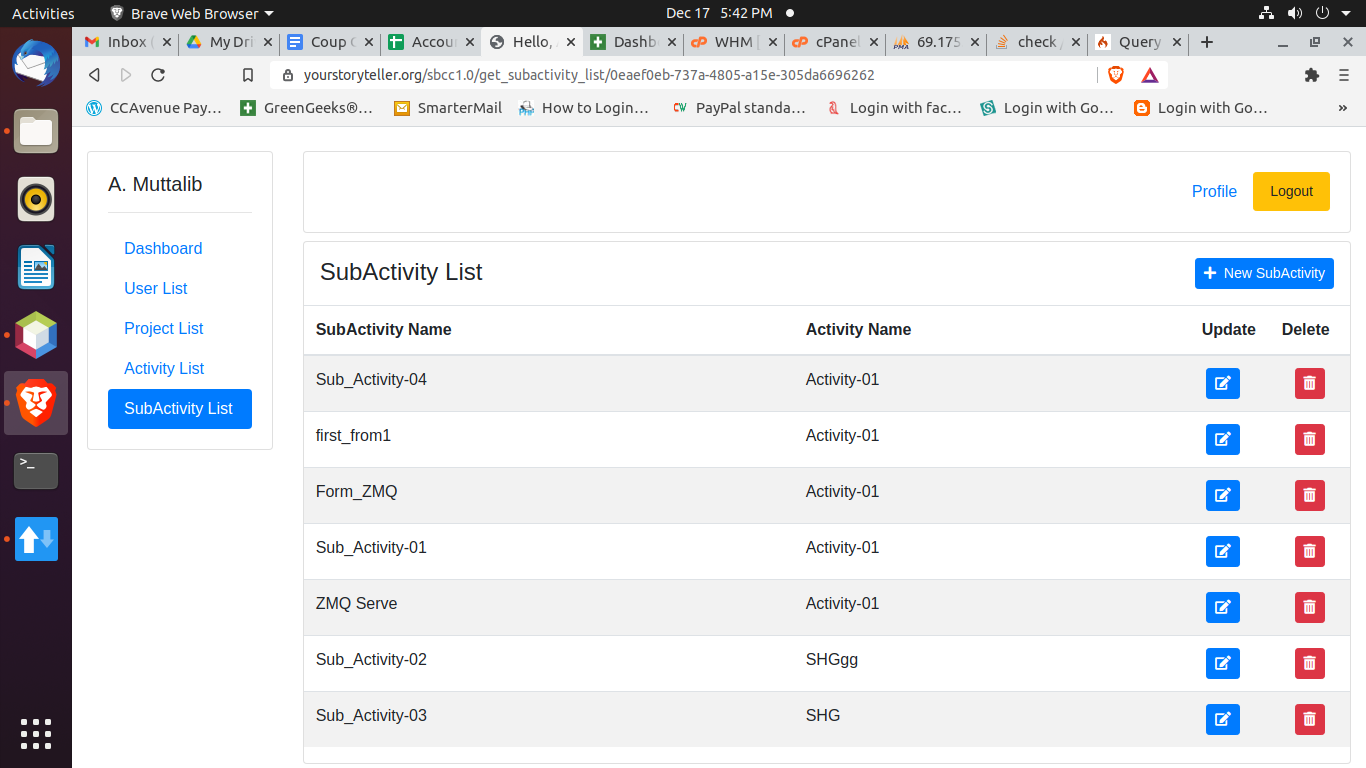 Activities Brave Web Browser Dec 17 5:42 PM
Inbox ( My Dri Coup Accou Hello, Dashb WHM [ cPanel 69.175 check Query
yourstoryteller.org/sbcc1.0/get_subactivity_list/0eaef0eb-737a-4805-a15e-305da6696262
CCAvenue Pay… GreenGeeks®… SmarterMail How to Login… PayPal standa… Login with fac… Login with Go… Login with Go… »
A. Muttalib
Dashboard
User List
Project List
Activity List
SubActivity List
Profile Logout
SubActivity List New SubActivity
SubActivity Name Activity Name Update Delete
Sub_Activity-04 Activity-01
first_from1 Activity-01
Form_ZMQ Activity-01
Sub_Activity-01 Activity-01
ZMQ Serve Activity-01
Sub_Activity-02 SHGgg
Sub_Activity-03 SHG